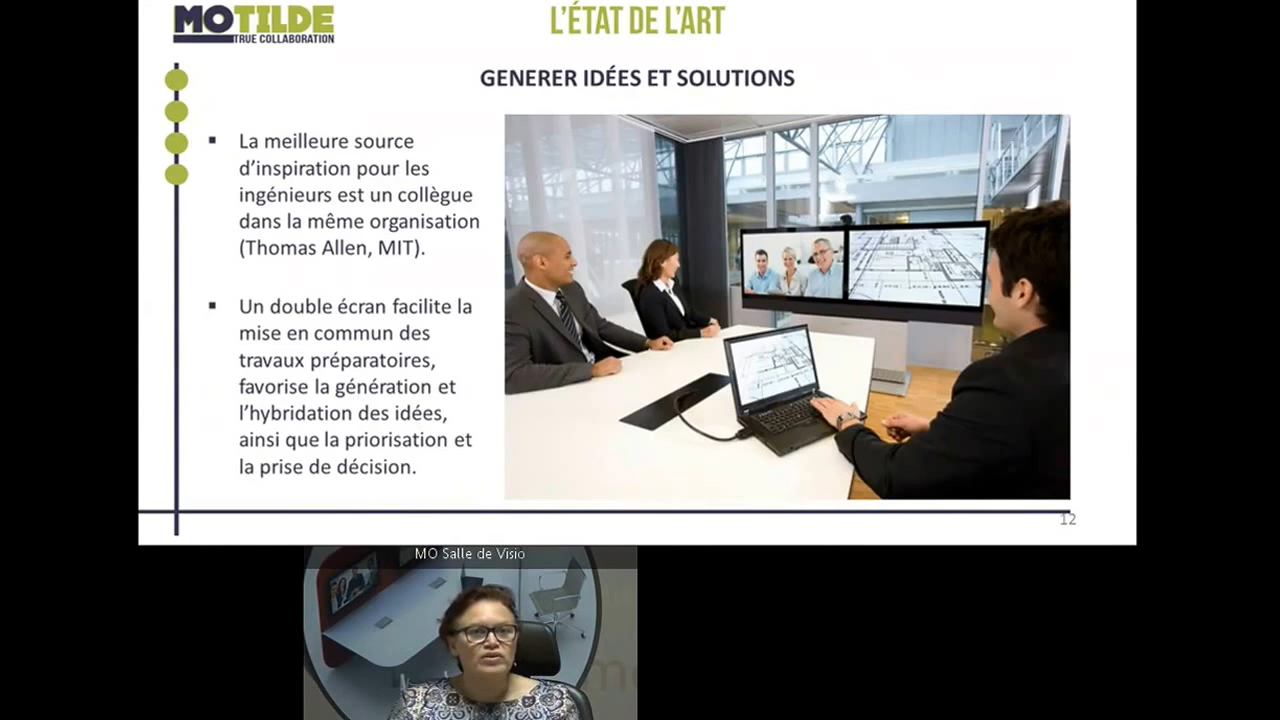 MOTILDE
TRUE COLLABORATION
L'ÉTAT DE L'ART
GENERER IDÉES ET SOLUTIONS
▪ La meilleure source
d'inspiration pour les
ingénieurs est un collègue
dans la même organisation
(Thomas Allen, MIT).
▪ Un double écran facilite la
mise en commun des
travaux préparatoires,
favorise la génération et
l'hybridation des idées,
ainsi que la priorisation et
la prise de décision.
12
MO Salle de Visio